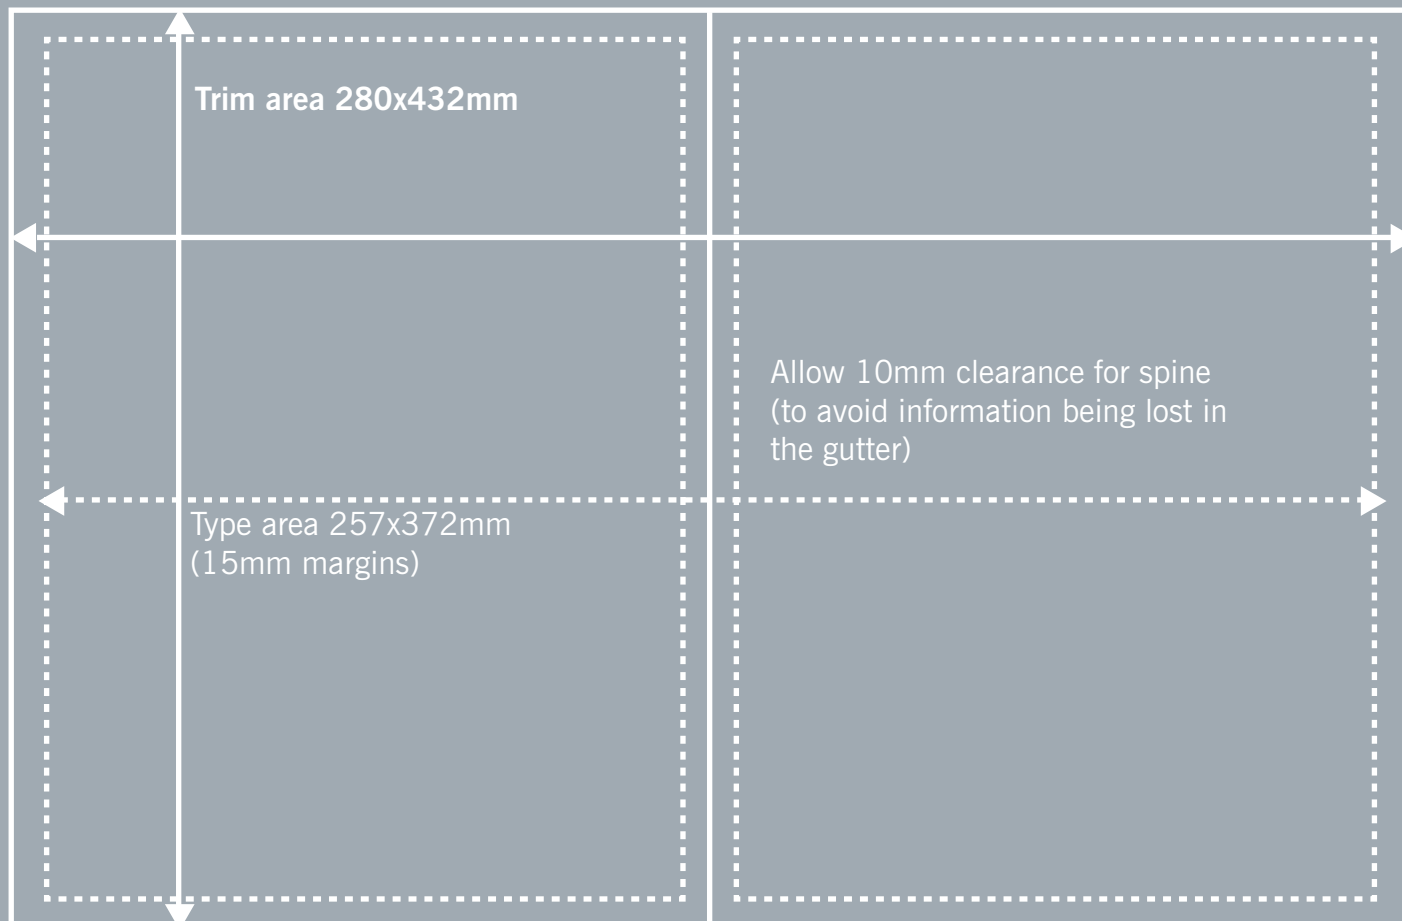 Trim area 280x432mm
Allow 10mm clearance for spine
(to avoid information being lost in
the gutter)
Type area 257x372mm
(15mm margins)